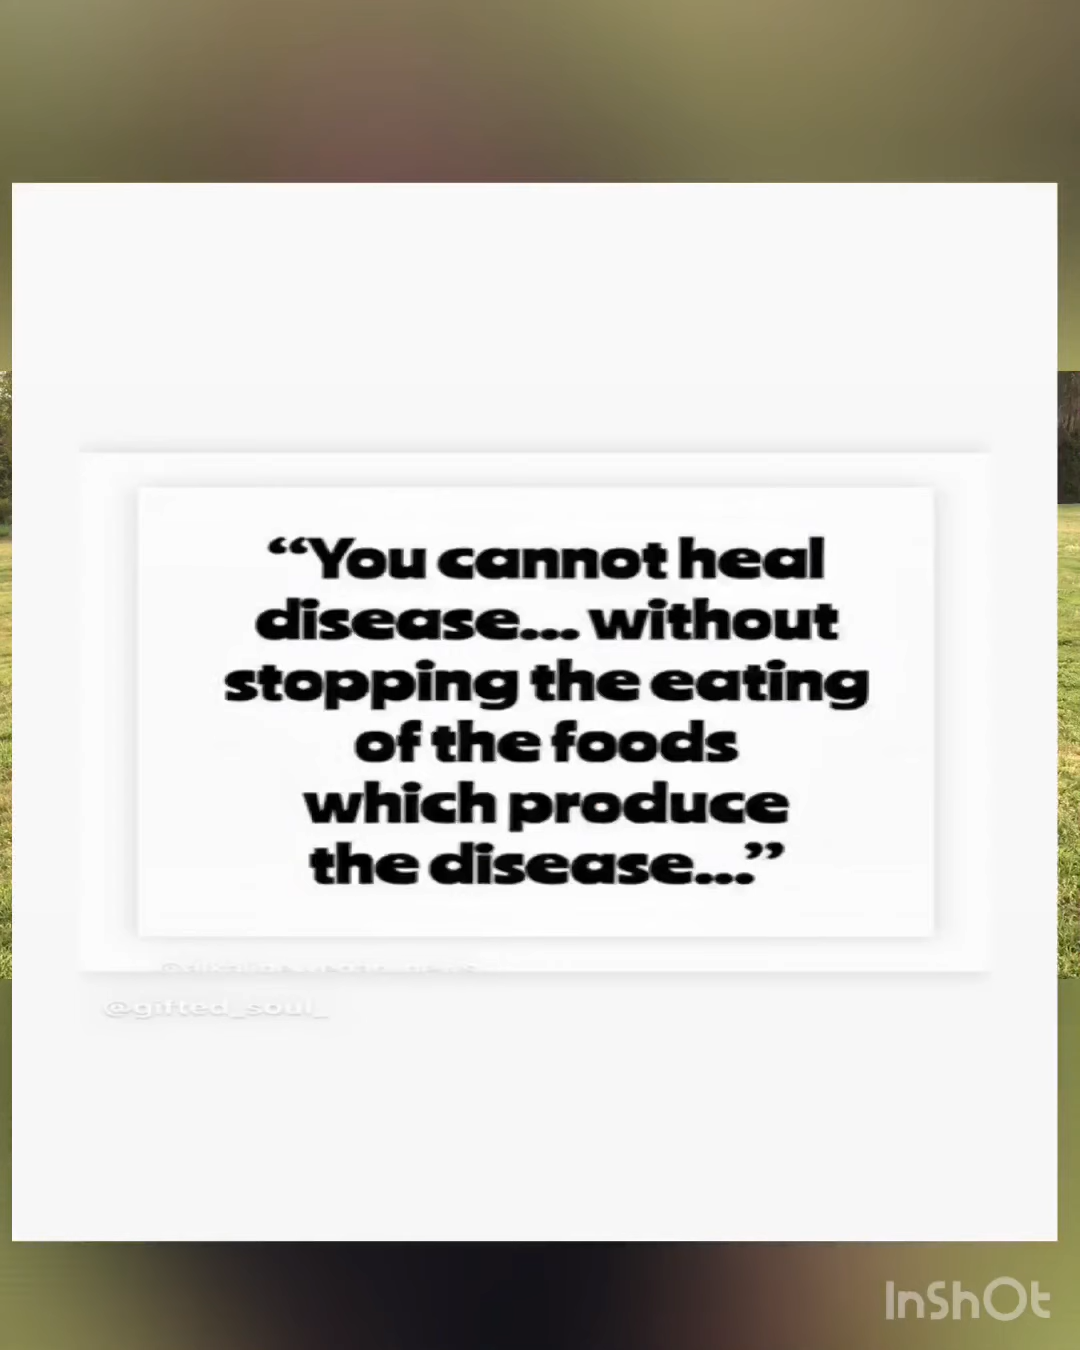 “You cannot heal
disease... without
stopping the eating
of the foods
which produce
the disease...”
@gifted_soul_
InShOt